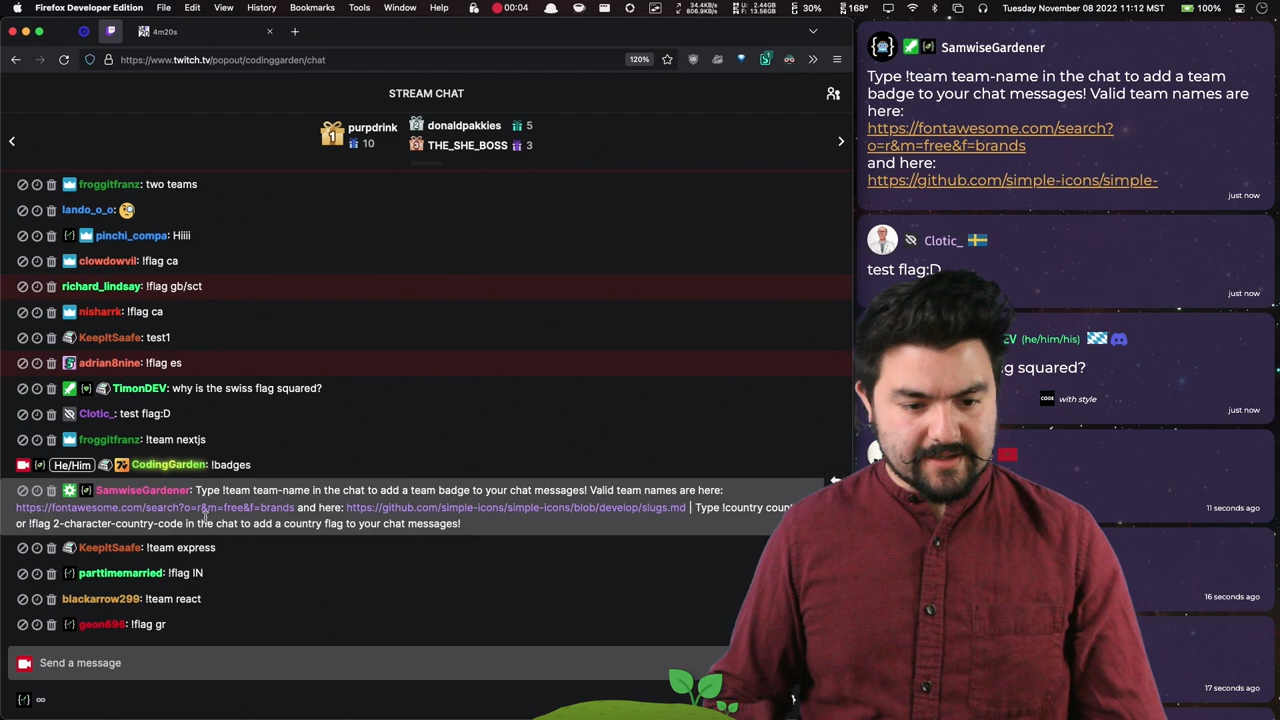 Firefox Developer Edition File Edit View History Bookmarks Tools Window Help 00:04 34.4KB/s 806.9KB/s U: 2.44GB F: 13.56GB 30% 168° Tuesday November 08 2022 11:12 MST 100%
4m20s
https://www.twitch.tv/popout/codinggarden/chat 120%
STREAM CHAT
1 purpdrink 10
2 donaldpakkies 5
3 THE_SHE_BOSS 3
froggitfranz: two teams
lando_o_o:
pinchi_compa: Hiiii
clowdowvil: !flag ca
richard_lindsay: !flag gb/sct
nisharrk: !flag ca
KeepItSaafe: test1
adrian8nine: !flag es
TimonDEV: why is the swiss flag squared?
Clotic_: test flag:D
froggitfranz: !team nextjs
He/Him CodingGarden: !badges
SamwiseGardener: Type !team team-name in the chat to add a team badge to your chat messages! Valid team names are here:
https://fontawesome.com/search?o=r&m=free&f=brands and here: https://github.com/simple-icons/simple-icons/blob/develop/slugs.md | Type !country
or !flag 2-character-country-code in the chat to add a country flag to your chat messages!
KeepItSaafe: !team express
parttimemarried: !flag IN
blackarrow299: !team react
geon696: !flag gr
Send a message
∞
SamwiseGardener
Type !team team-name in the chat to add a team
badge to your chat messages! Valid team names are
here:
https://fontawesome.com/search?
o=r&m=free&f=brands
and here:
https://github.com/simple-icons/simple-
just now
Clotic_
test flag:D
just now
(he/him/his)
squared?
CODE with style
just now
11 seconds ago
16 seconds ago
17 seconds ago